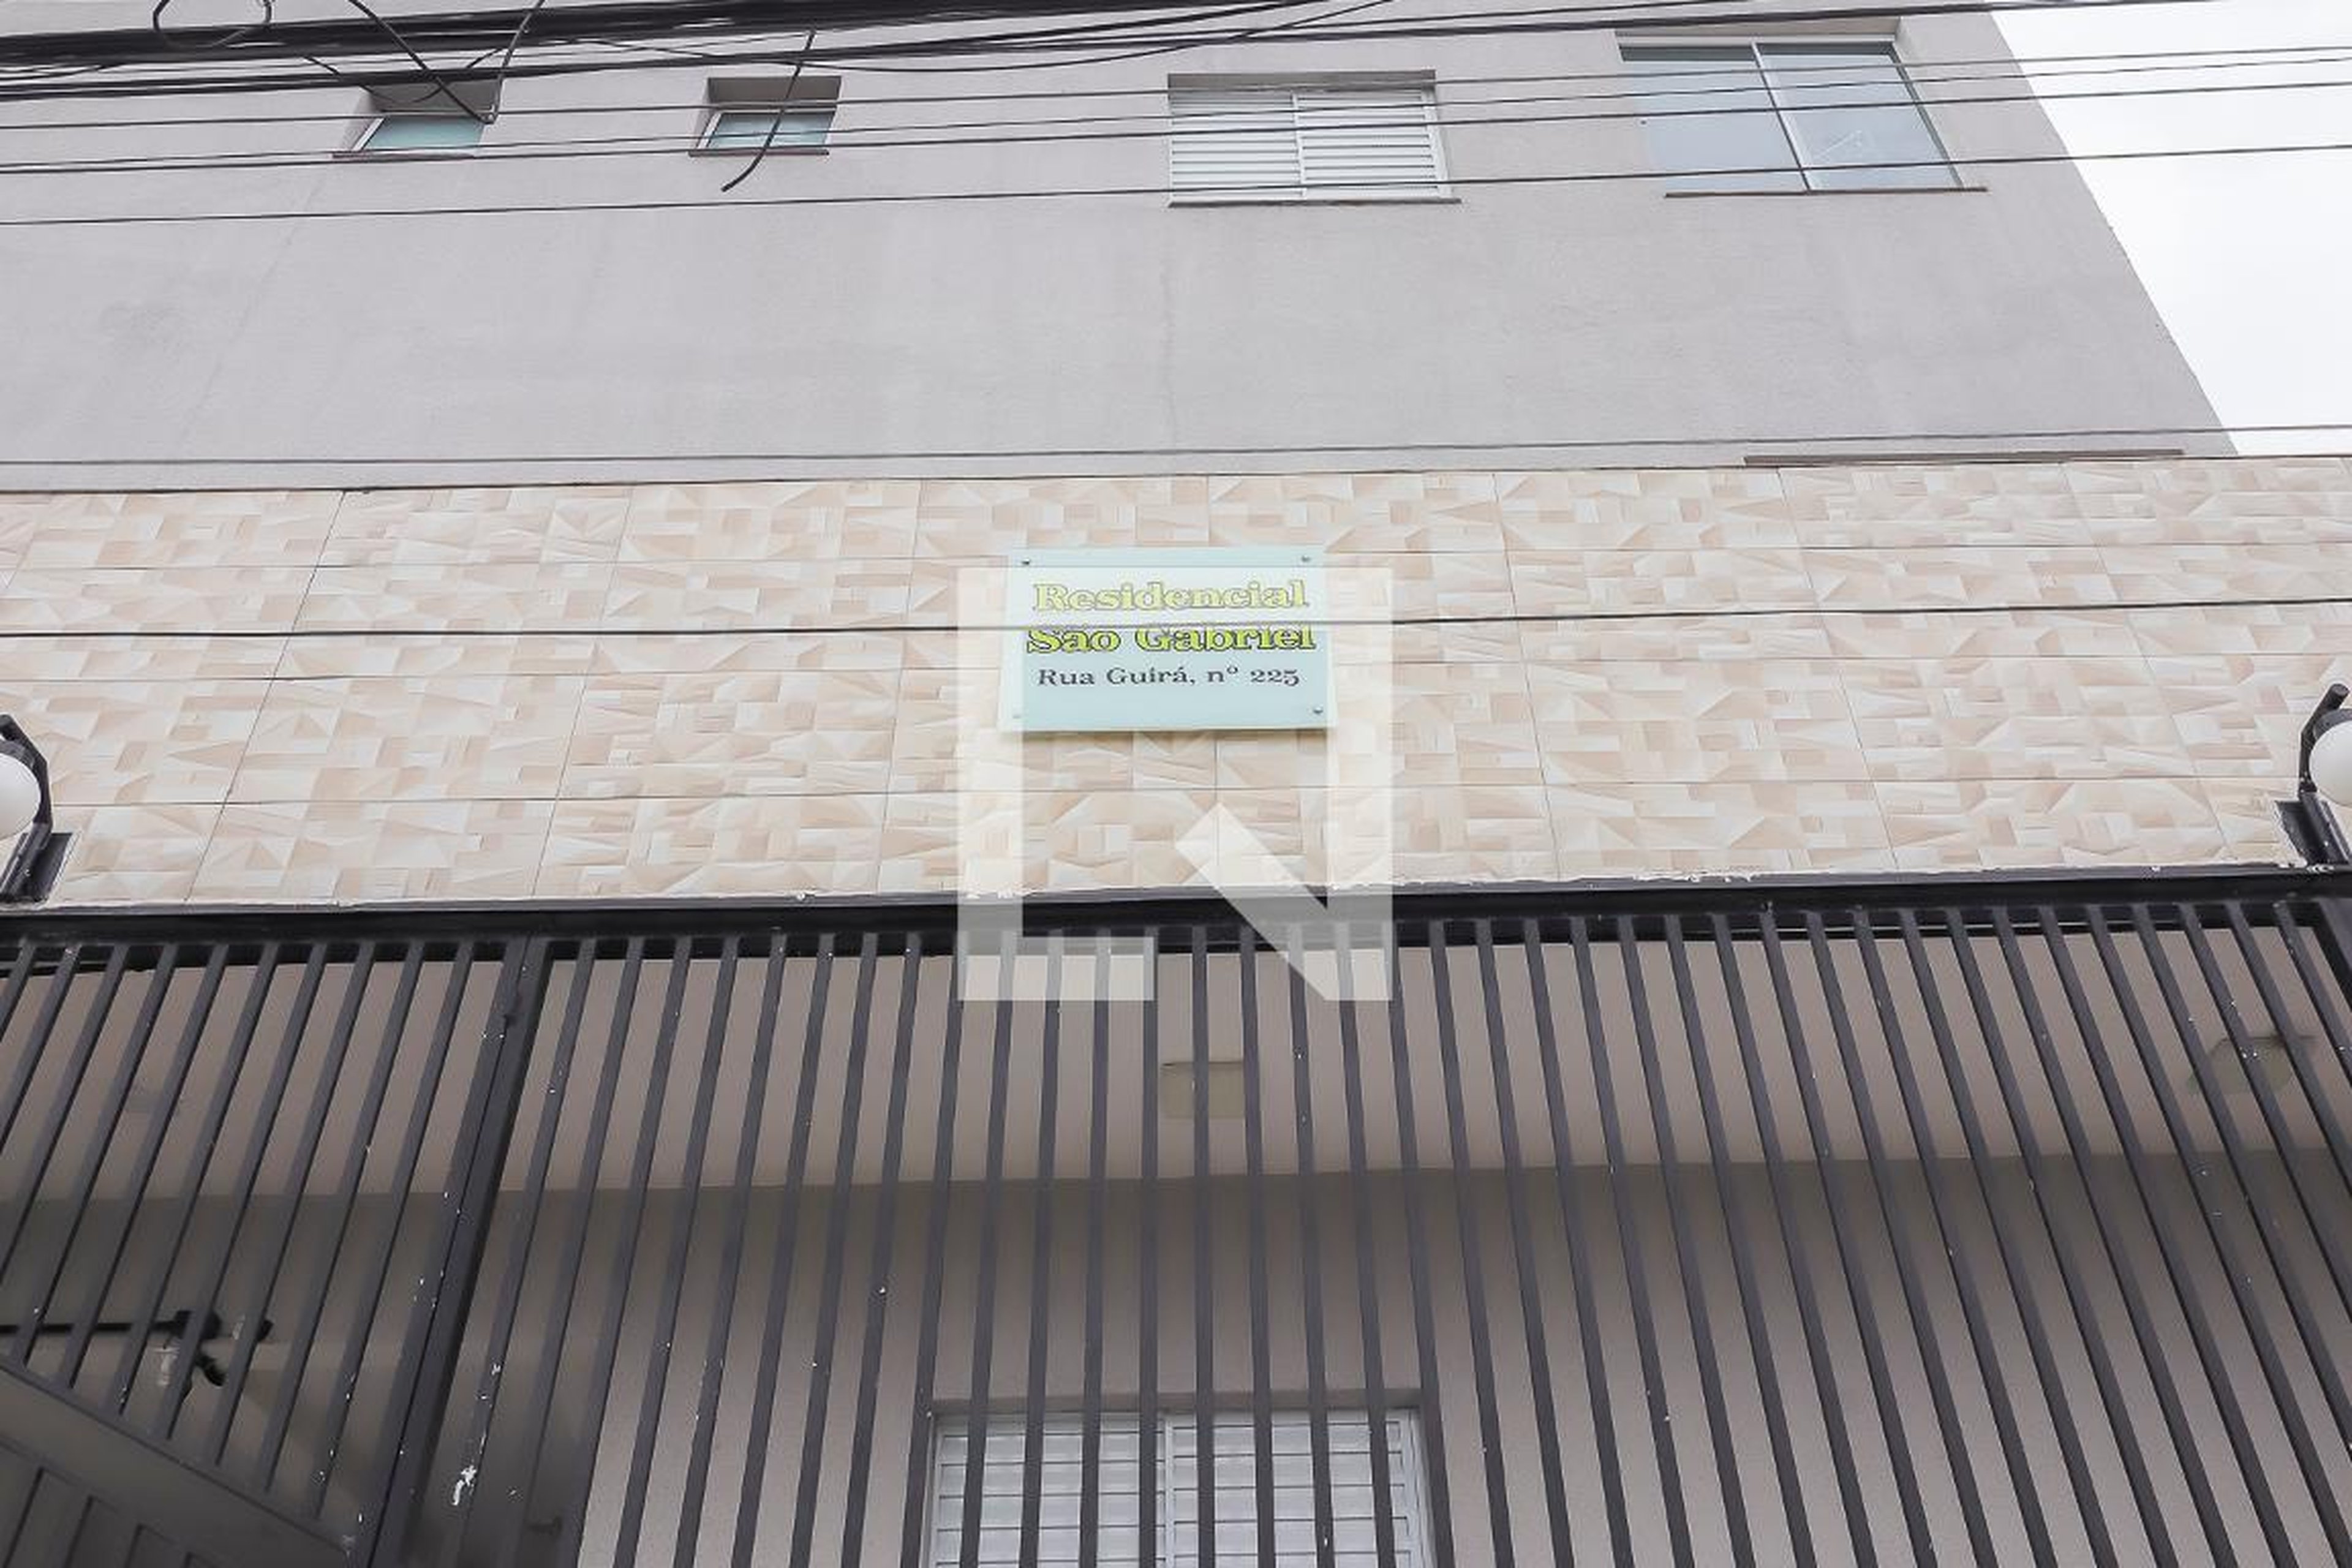 Residencial
São Gabriel
Rua Guirá, nº 225